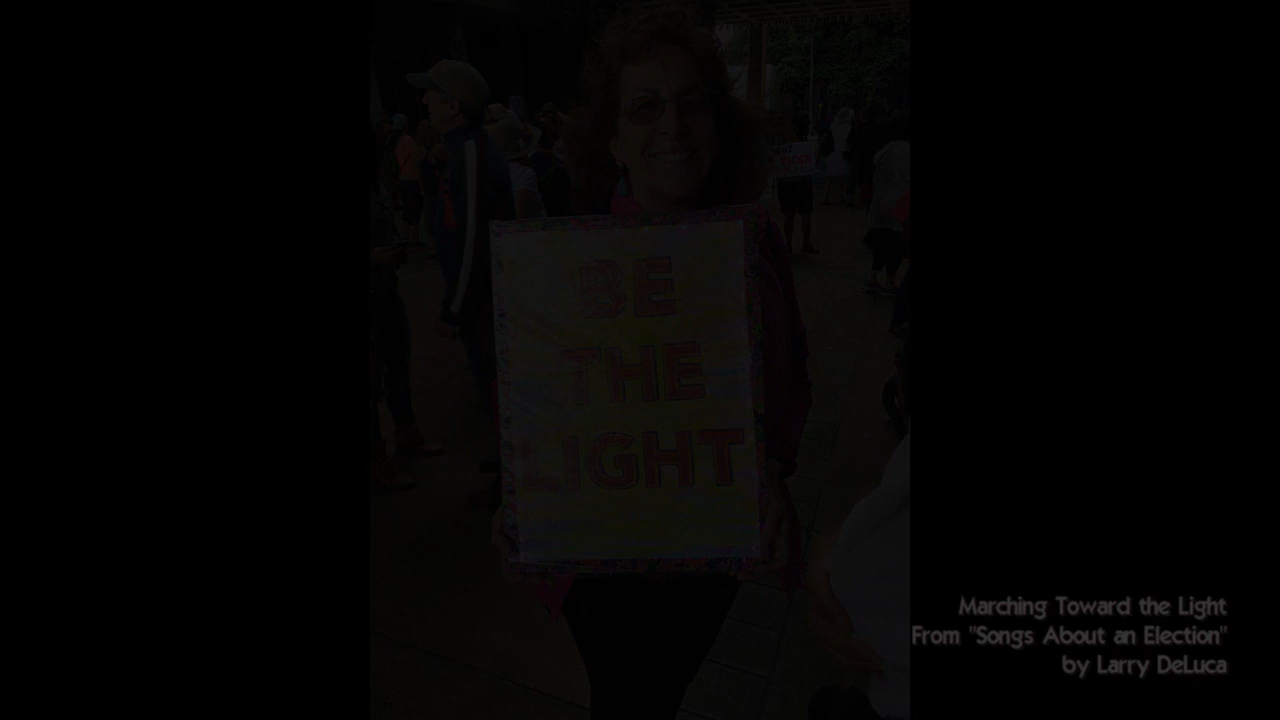 BE
THE
LIGHT
Marching Toward the Light
From "Songs About an Election"
by Larry DeLuca